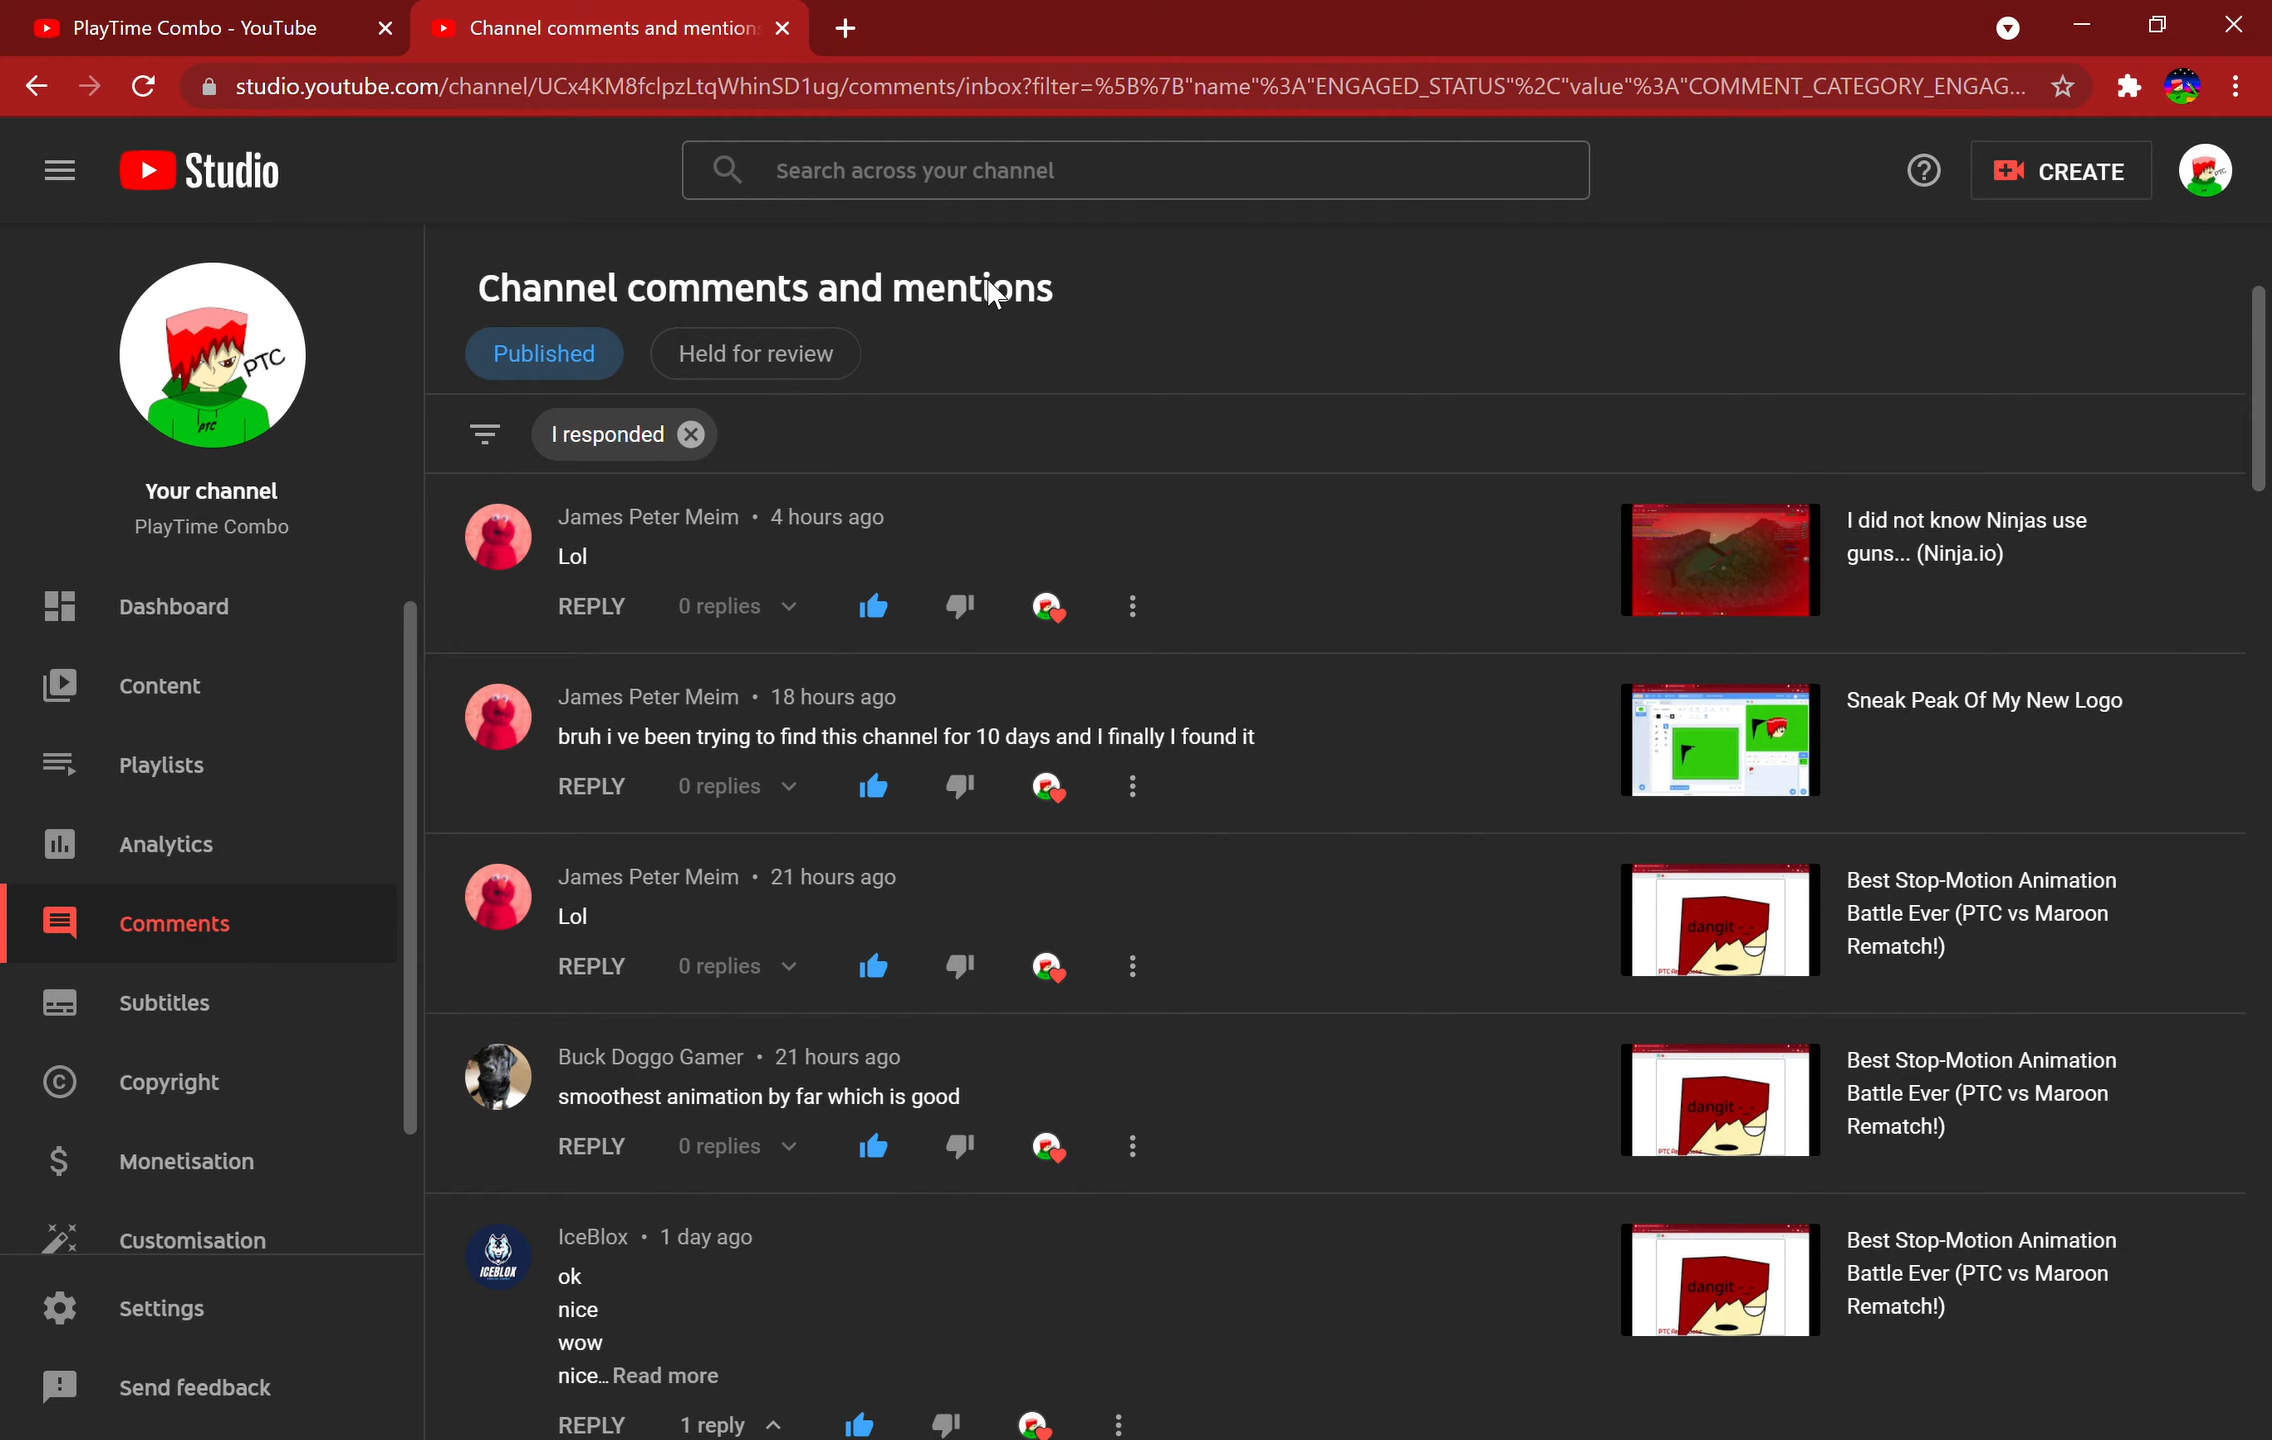 PlayTime Combo - YouTube
Channel comments and mention
studio.youtube.com/channel/UCx4KM8fclpzLtqWhinSD1ug/comments/inbox?filter=%5B%7B"name"%3A"ENGAGED_STATUS"%2C"value"%3A"COMMENT_CATEGORY_ENGAG...
Studio
Search across your channel
CREATE
PTC
PTC
Your channel
PlayTime Combo
Dashboard
Content
Playlists
Analytics
Comments
Subtitles
Copyright
Monetisation
Customisation
Settings
Send feedback
Channel comments and mentions
Published
Held for review
I responded
James Peter Meim • 4 hours ago
Lol
REPLY 0 replies
I did not know Ninjas use
guns... (Ninja.io)
James Peter Meim • 18 hours ago
bruh i ve been trying to find this channel for 10 days and I finally I found it
REPLY 0 replies
Sneak Peak Of My New Logo
James Peter Meim • 21 hours ago
Lol
REPLY 0 replies
dangit -_-
Best Stop-Motion Animation
Battle Ever (PTC vs Maroon
Rematch!)
Buck Doggo Gamer • 21 hours ago
smoothest animation by far which is good
REPLY 0 replies
dangit -_-
Best Stop-Motion Animation
Battle Ever (PTC vs Maroon
Rematch!)
ICEBLOX
IceBlox • 1 day ago
ok
nice
wow
nice... Read more
REPLY 1 reply
dangit -_-
Best Stop-Motion Animation
Battle Ever (PTC vs Maroon
Rematch!)